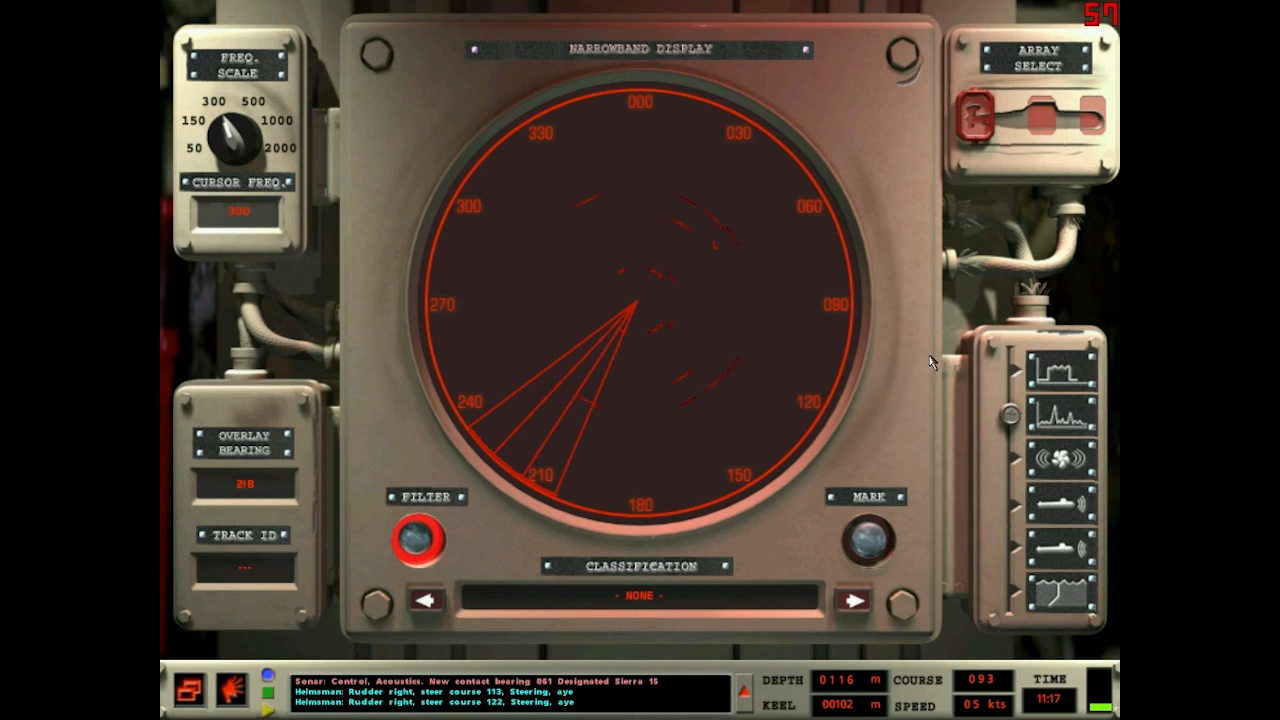 57
FREQ.
SCALE
300 500
150 1000
50 2000
CURSOR FREQ.
300
NARROWBAND DISPLAY
ARRAY
SELECT
000
330 030
300 060
L
270 090
240 120
210 150
180
OVERLAY
BEARING
218
TRACK ID
---
FILTER
MARK
CLASSIFICATION
- NONE -
Sonar: Control, Acoustics. New contact bearing 061 Designated Sierra 15
Helmsman: Rudder right, steer course 113, Steering, aye
Helmsman: Rudder right, steer course 122, Steering, aye
DEPTH 0116 m COURSE 093 TIME
KEEL 00102 m SPEED 05 kts 11:17